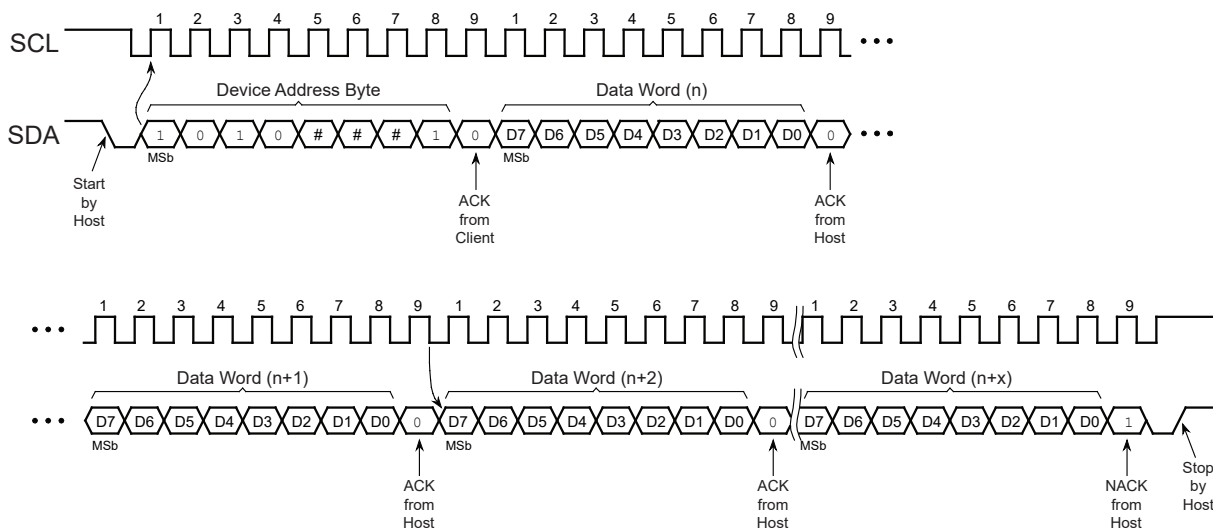 1 2 3 4 5 6 7 8 9 1 2 3 4 5 6 7 8 9
SCL
Device Address Byte Data Word (n)
SDA 1 0 1 0 # # # 1 0 D7 D6 D5 D4 D3 D2 D1 D0 0
MSb MSb
Start
by
Host
ACK
from
Client
ACK
from
Host
1 2 3 4 5 6 7 8 9 1 2 3 4 5 6 7 8 9 1 2 3 4 5 6 7 8 9
Data Word (n+1) Data Word (n+2) Data Word (n+x)
D7 D6 D5 D4 D3 D2 D1 D0 0 D7 D6 D5 D4 D3 D2 D1 D0 0 D7 D6 D5 D4 D3 D2 D1 D0 1
MSb MSb MSb
ACK
from
Host
ACK
from
Host
NACK
from
Host
Stop
by
Host